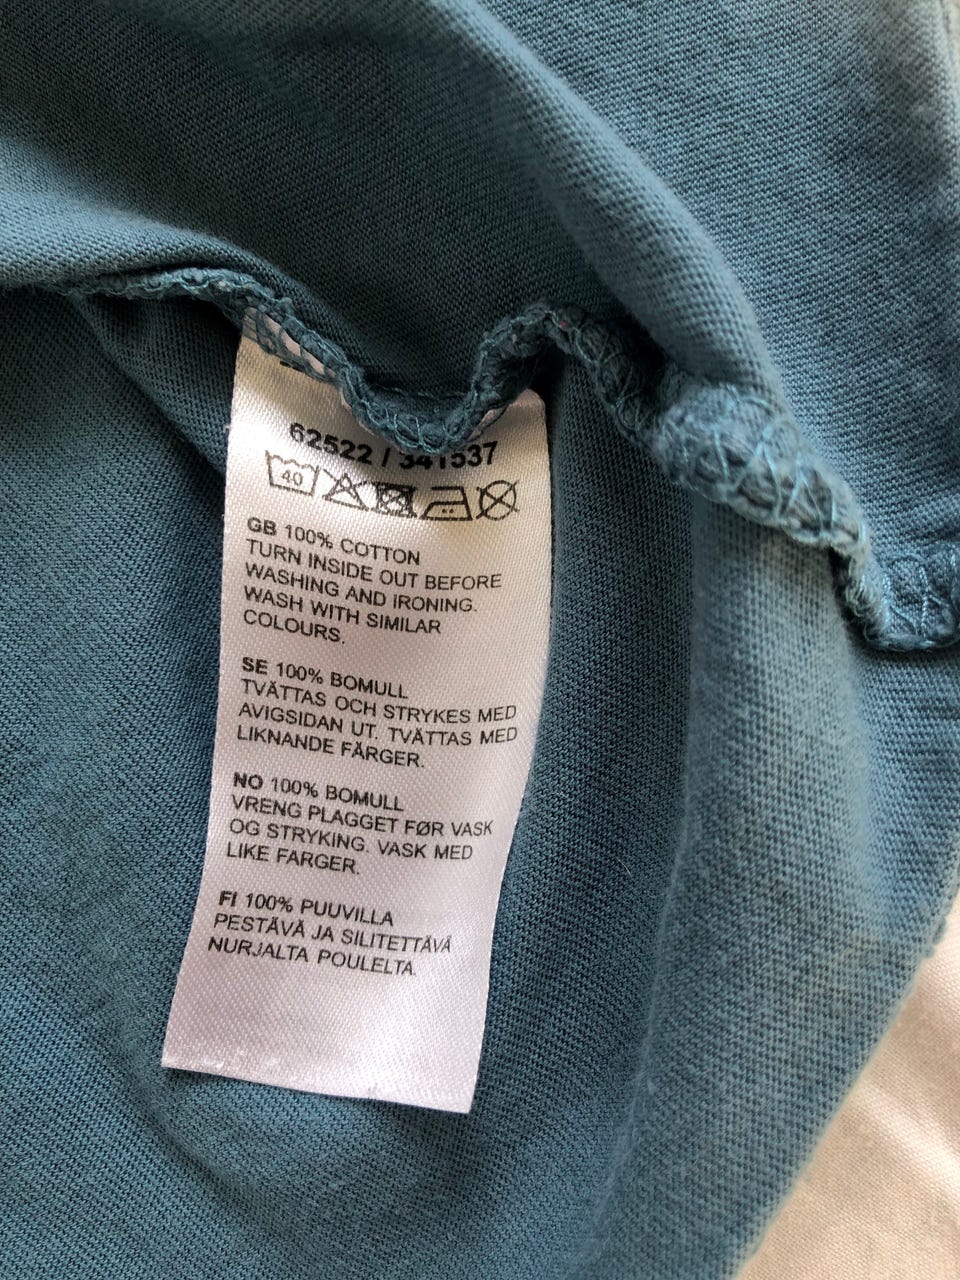 62522 / 341537
40
GB 100% COTTON
TURN INSIDE OUT BEFORE
WASHING AND IRONING.
WASH WITH SIMILAR
COLOURS.
SE 100% BOMULL
TVÄTTAS OCH STRYKES MED
AVIGSIDAN UT. TVÄTTAS MED
LIKNANDE FÄRGER.
NO 100% BOMULL
VRENG PLAGGET FØR VASK
OG STRYKING. VASK MED
LIKE FARGER.
FI 100% PUUVILLA
PESTÄVÄ JA SILITETTÄVÄ
NURJALTA POULELTA.